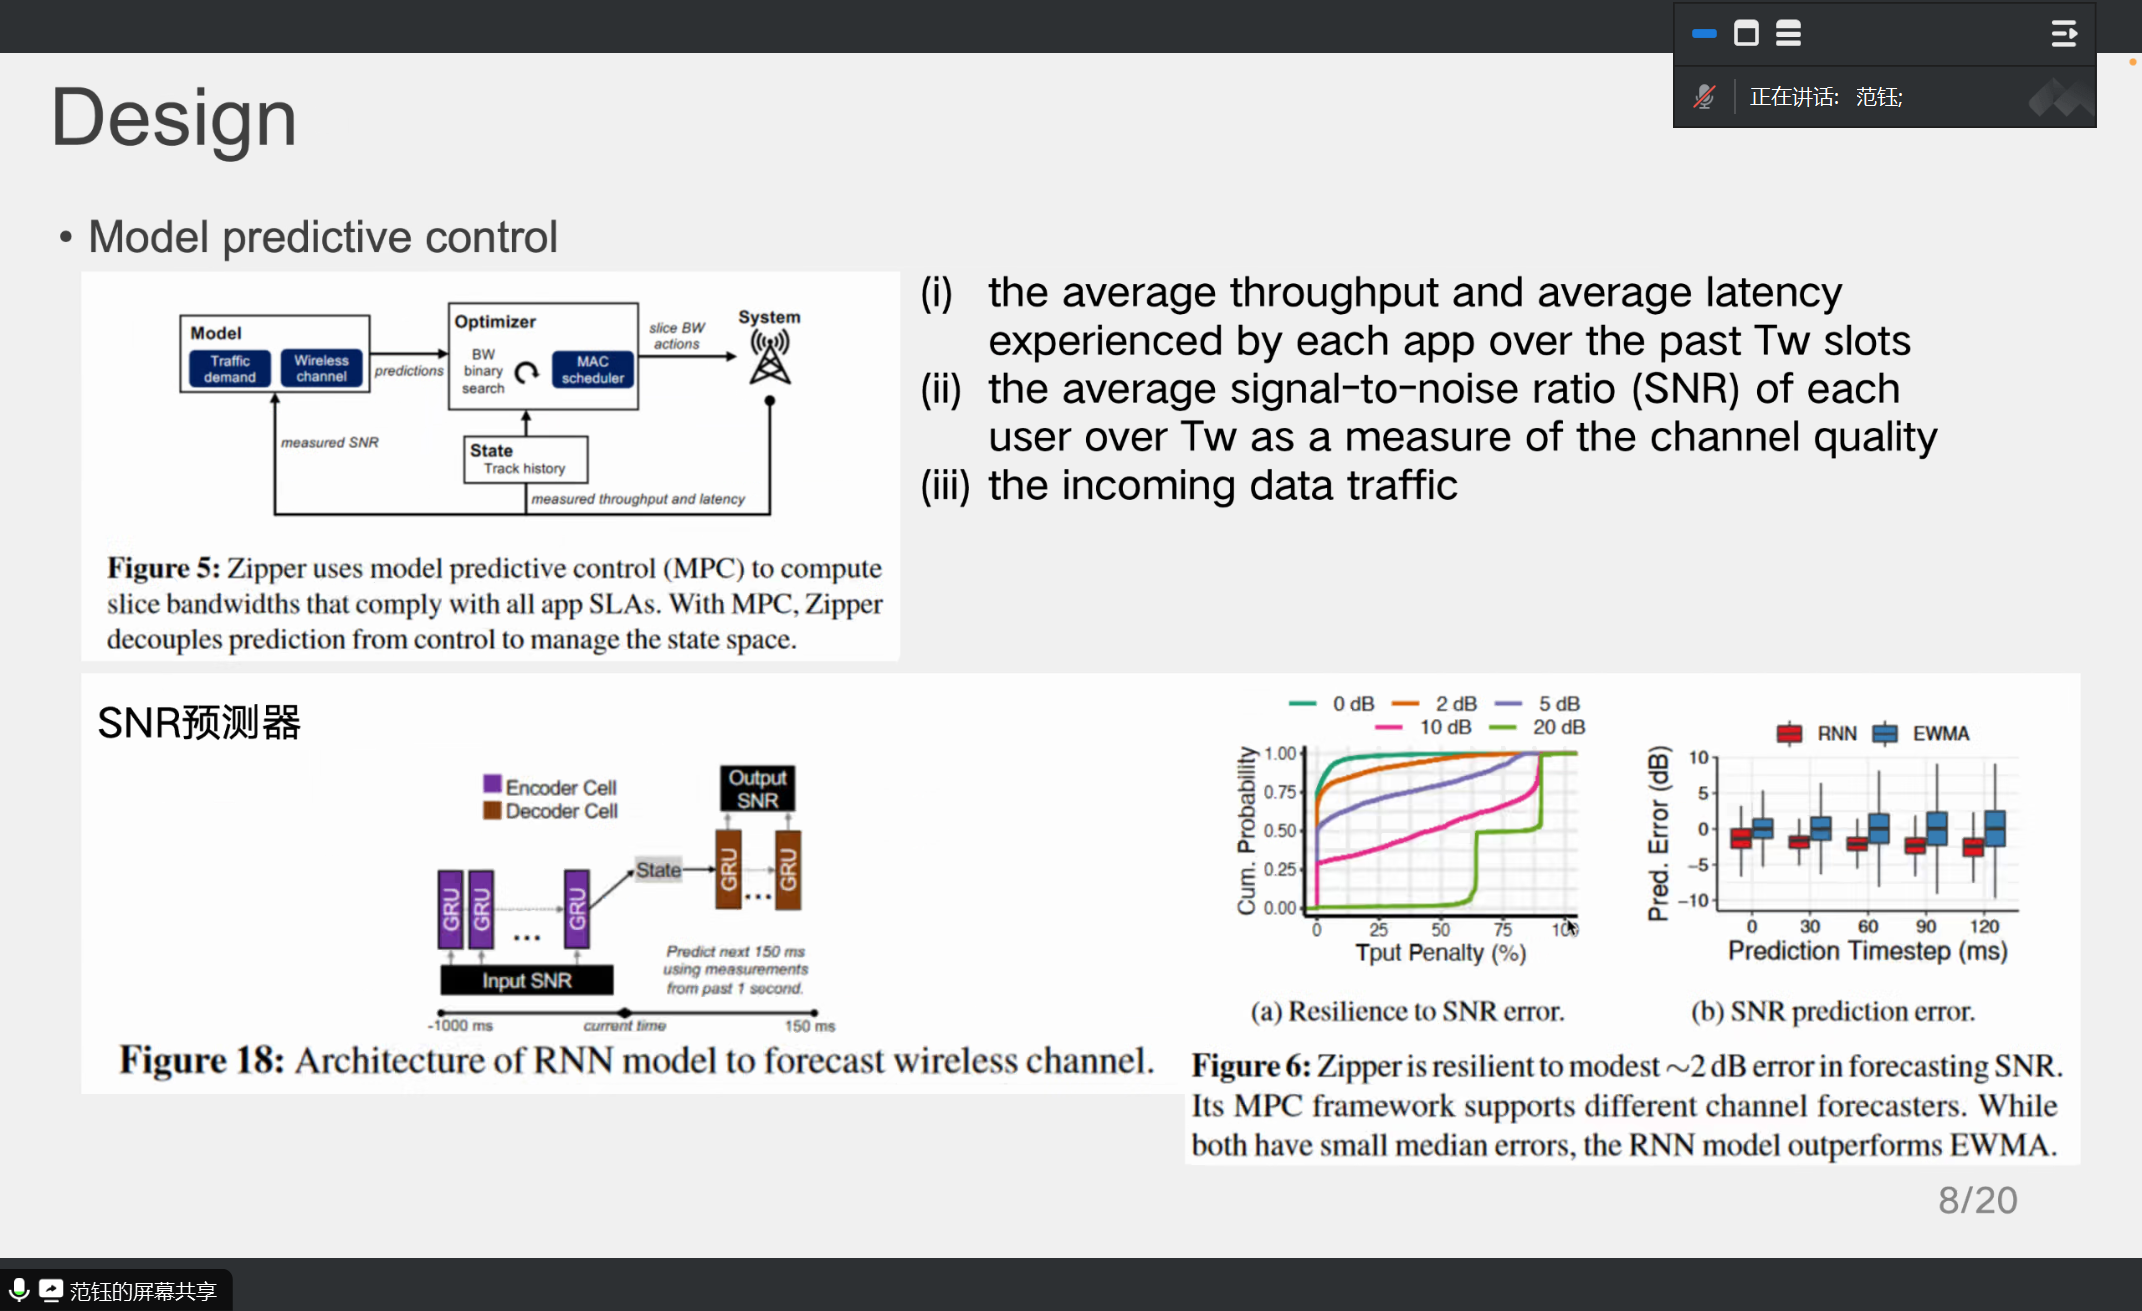 正在讲话: 范钰;
Design
• Model predictive control
Model
Traffic demand
Wireless channel
predictions
Optimizer
BW binary search
MAC scheduler
slice BW actions
System
measured SNR
State
Track history
measured throughput and latency
Figure 5: Zipper uses model predictive control (MPC) to compute
slice bandwidths that comply with all app SLAs. With MPC, Zipper
decouples prediction from control to manage the state space.
(i) the average throughput and average latency
experienced by each app over the past Tw slots
(ii) the average signal-to-noise ratio (SNR) of each
user over Tw as a measure of the channel quality
(iii) the incoming data traffic
SNR预测器
Encoder Cell
Decoder Cell
Output SNR
GRU GRU ... GRU
State
GRU ... GRU
Input SNR
Predict next 150 ms
using measurements
from past 1 second.
-1000 ms current time 150 ms
Figure 18: Architecture of RNN model to forecast wireless channel.
0 dB 2 dB 5 dB
10 dB 20 dB
Cum. Probability
1.00
0.75
0.50
0.25
0.00
0 25 50 75 100
Tput Penalty (%)
(a) Resilience to SNR error.
RNN EWMA
Pred. Error (dB)
10
5
0
-5
-10
0 30 60 90 120
Prediction Timestep (ms)
(b) SNR prediction error.
Figure 6: Zipper is resilient to modest ~2 dB error in forecasting SNR.
Its MPC framework supports different channel forecasters. While
both have small median errors, the RNN model outperforms EWMA.
8/20
范钰的屏幕共享